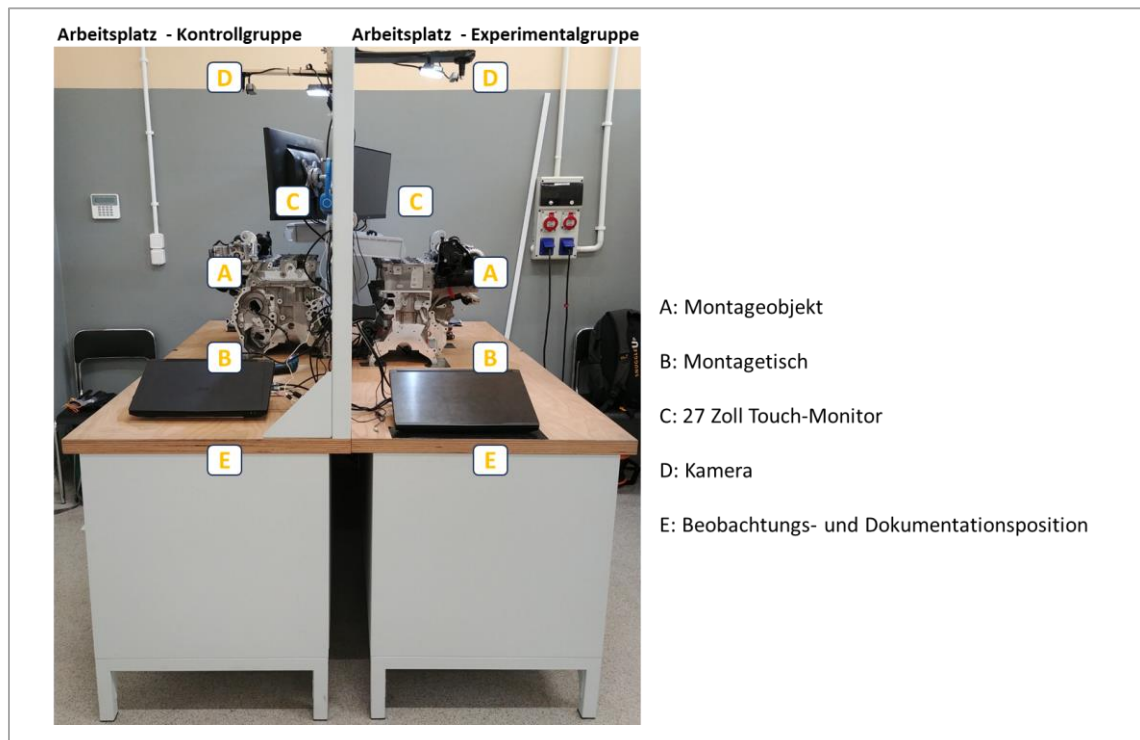 Arbeitsplatz - Kontrollgruppe
Arbeitsplatz - Experimentalgruppe
D
D
C
C
A
A
B
B
E
E
A: Montageobjekt
B: Montagetisch
C: 27 Zoll Touch-Monitor
D: Kamera
E: Beobachtungs- und Dokumentationsposition